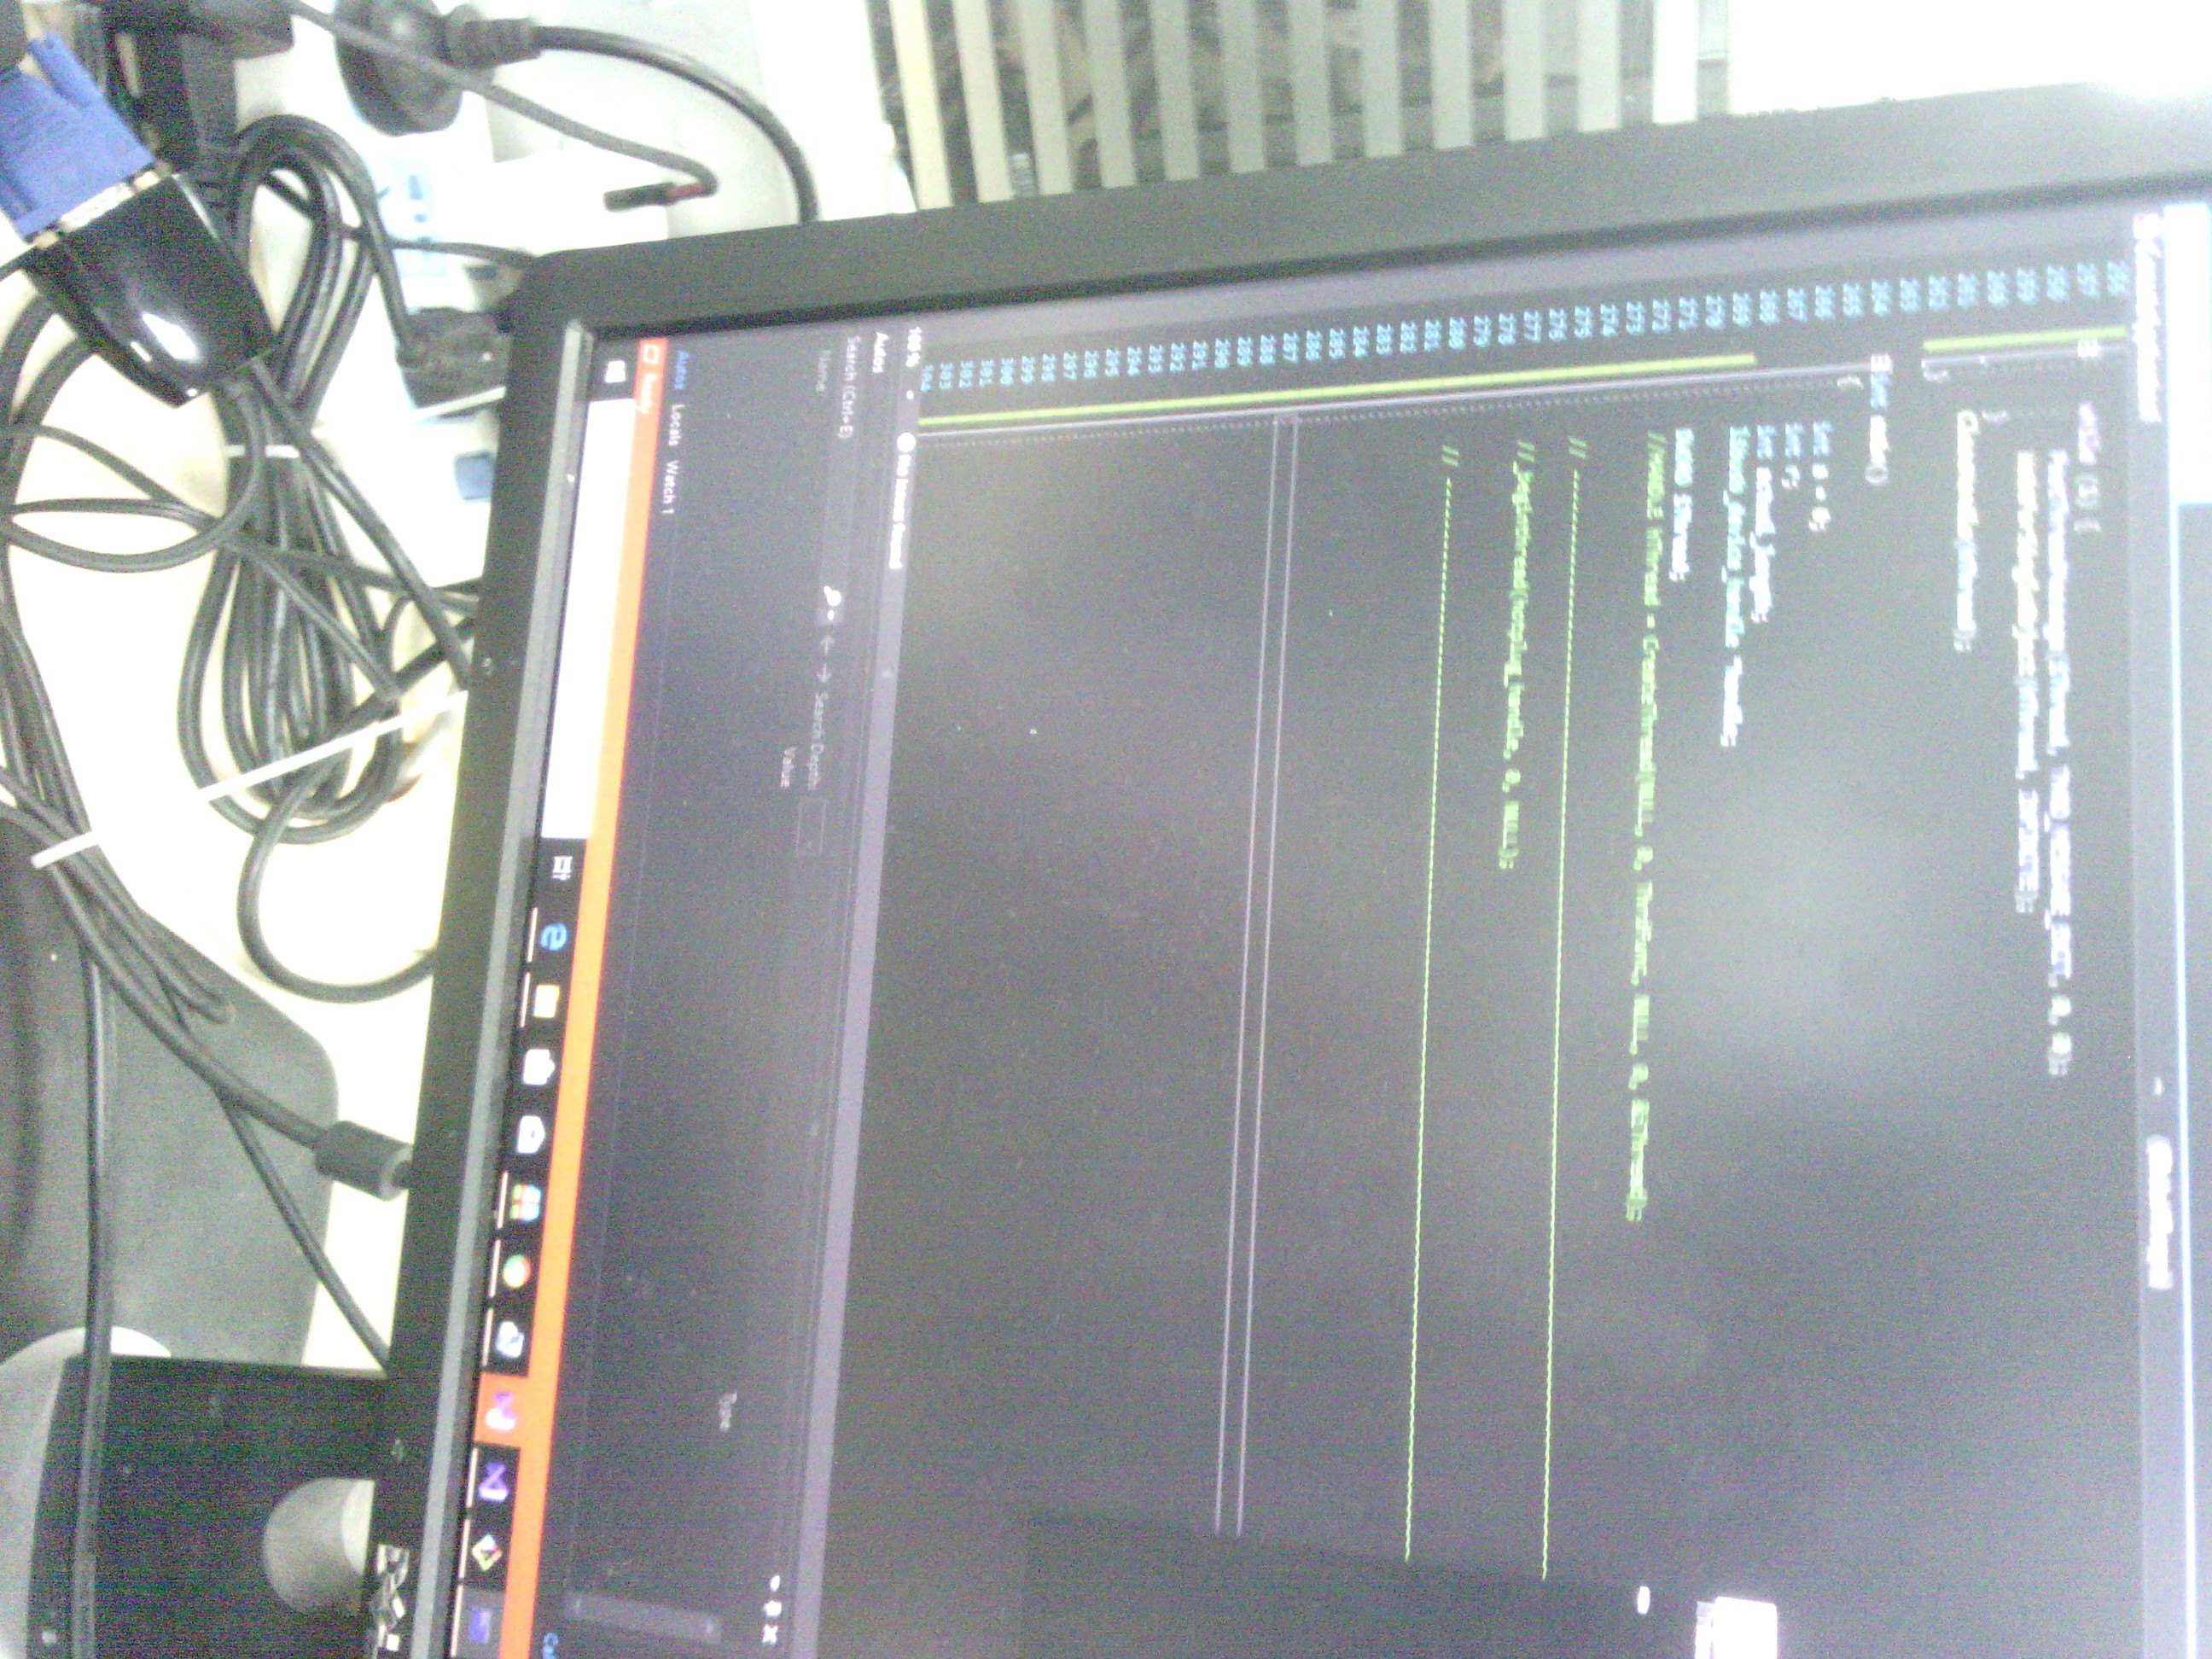 256
257 while (1) {
258 PostThreadMessage(iThread, THRD_MESSAGE_EXIT, 0, 0);
259 WaitForSingleObject(hThread, INFINITE);
260 }
261 CloseHandle(hThread);
262 }
263
264 int main()
265 {
266 int a = 0;
267 int r;
268 int actual_length;
269 libusb_device_handle *handle;
270
271 DWORD iThread;
272 //HANDLE hThread = CreateThread(NULL, 0, ThrdFunc, NULL, 0, &iThread);
273
274
275 // ----------------------------------------
276
277 //_beginthread(hotplug_handle, 0, NULL);
278
279
280 // ----------------------------------------
281
282
283
284
285
286
287
288
289
290
291
292
293
294
295
296
297
298
299
300
301
302
303
304
100 % No issues found
Autos
Search (Ctrl+E) Search Depth:
Name Value Type
Autos Locals Watch 1
Ready